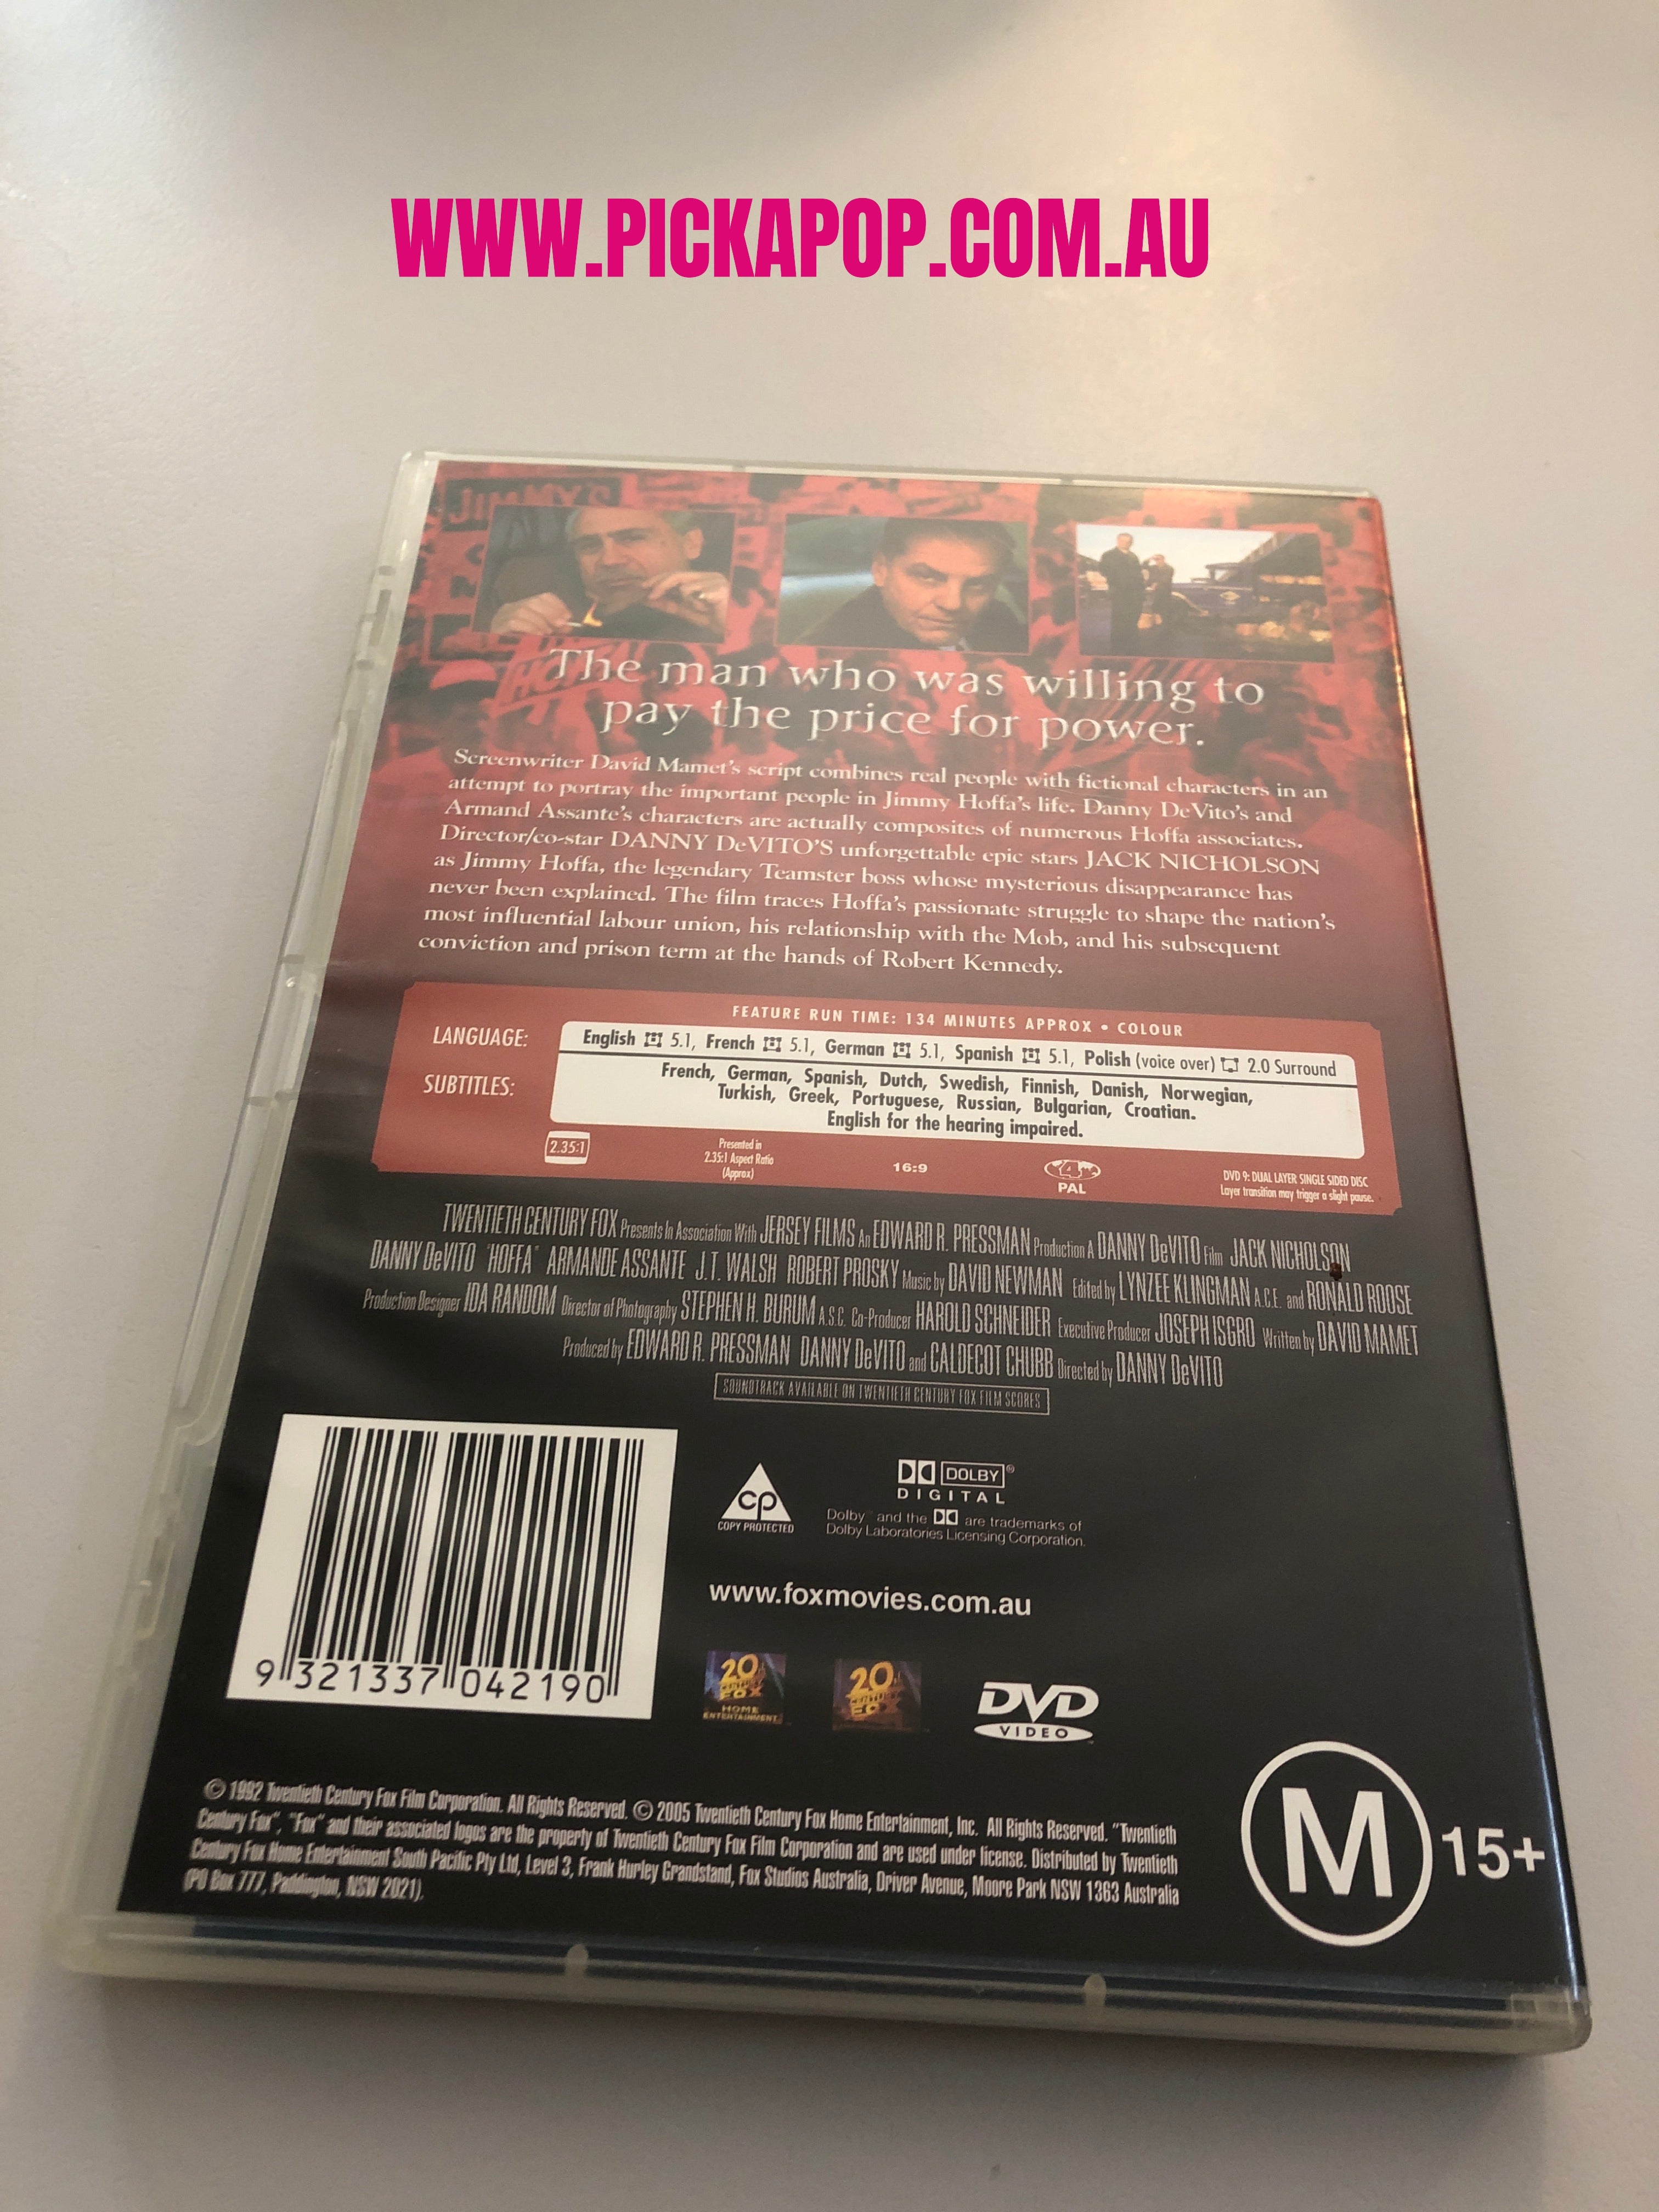 WWW.PICKAPOP.COM.AU
JIMMY'S
The man who was willing to
pay the price for power.
Screenwriter David Mamet's script combines real people with fictional characters in an
attempt to portray the important people in Jimmy Hoffa's life. Danny DeVito's and
Armand Assante's characters are actually composites of numerous Hoffa associates.
Director/co-star DANNY DeVITO'S unforgettable epic stars JACK NICHOLSON
as Jimmy Hoffa, the legendary Teamster boss whose mysterious disappearance has
never been explained. The film traces Hoffa's passionate struggle to shape the nation's
most influential labour union, his relationship with the Mob, and his subsequent
conviction and prison term at the hands of Robert Kennedy.
FEATURE RUN TIME: 134 MINUTES APPROX • COLOUR
LANGUAGE: English 5.1, French 5.1, German 5.1, Spanish 5.1, Polish (voice over) 2.0 Surround
SUBTITLES: French, German, Spanish, Dutch, Swedish, Finnish, Danish, Norwegian,
Turkish, Greek, Portuguese, Russian, Bulgarian, Croatian.
English for the hearing impaired.
2.35:1
Presented in
2.35:1 Aspect Ratio
(Approx)
16:9
4
PAL
DVD 9: DUAL LAYER SINGLE SIDED DISC
Layer transition may trigger a slight pause.
TWENTIETH CENTURY FOX Presents In Association With JERSEY FILMS An EDWARD R. PRESSMAN Production A DANNY DeVITO Film JACK NICHOLSON
DANNY DeVITO "HOFFA" ARMANDE ASSANTE J.T. WALSH ROBERT PROSKY Music by DAVID NEWMAN Edited by LYNZEE KLINGMAN A.C.E. and RONALD ROOSE
Production Designer IDA RANDOM Director of Photography STEPHEN H. BURUM A.S.C. Co-Producer HAROLD SCHNEIDER Executive Producer JOSEPH ISGRO Written by DAVID MAMET
Produced by EDWARD R. PRESSMAN DANNY DeVITO and CALDECOT CHUBB Directed by DANNY DeVITO
SOUNDTRACK AVAILABLE ON TWENTIETH CENTURY FOX FILM SCORES
9 321337 042190
CP
COPY PROTECTED
DOLBY®
DIGITAL
Dolby™ and the are trademarks of
Dolby Laboratories Licensing Corporation.
www.foxmovies.com.au
20th
CENTURY
FOX
HOME
ENTERTAINMENT
20th
CENTURY
FOX
DVD
VIDEO
© 1992 Twentieth Century Fox Film Corporation. All Rights Reserved. © 2005 Twentieth Century Fox Home Entertainment, Inc. All Rights Reserved. "Twentieth
Century Fox", "Fox" and their associated logos are the property of Twentieth Century Fox Film Corporation and are used under license. Distributed by Twentieth
Century Fox Home Entertainment South Pacific Pty Ltd, Level 3, Frank Hurley Grandstand, Fox Studios Australia, Driver Avenue, Moore Park NSW 1363 Australia
(PO Box 777, Paddington, NSW 2021).
M 15+